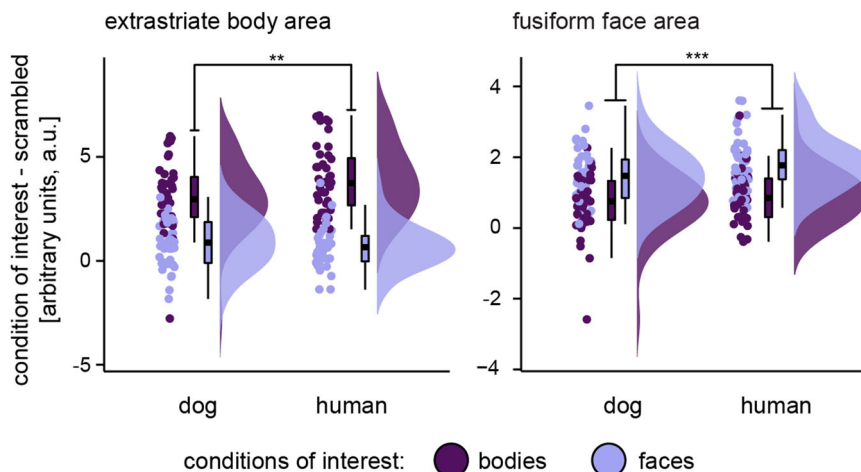 extrastriate body area
fusiform face area
condition of interest - scrambled
[arbitrary units, a.u.]
**
5
0
-5
dog
human
***
4
2
0
−2
−4
dog
human
conditions of interest: bodies faces